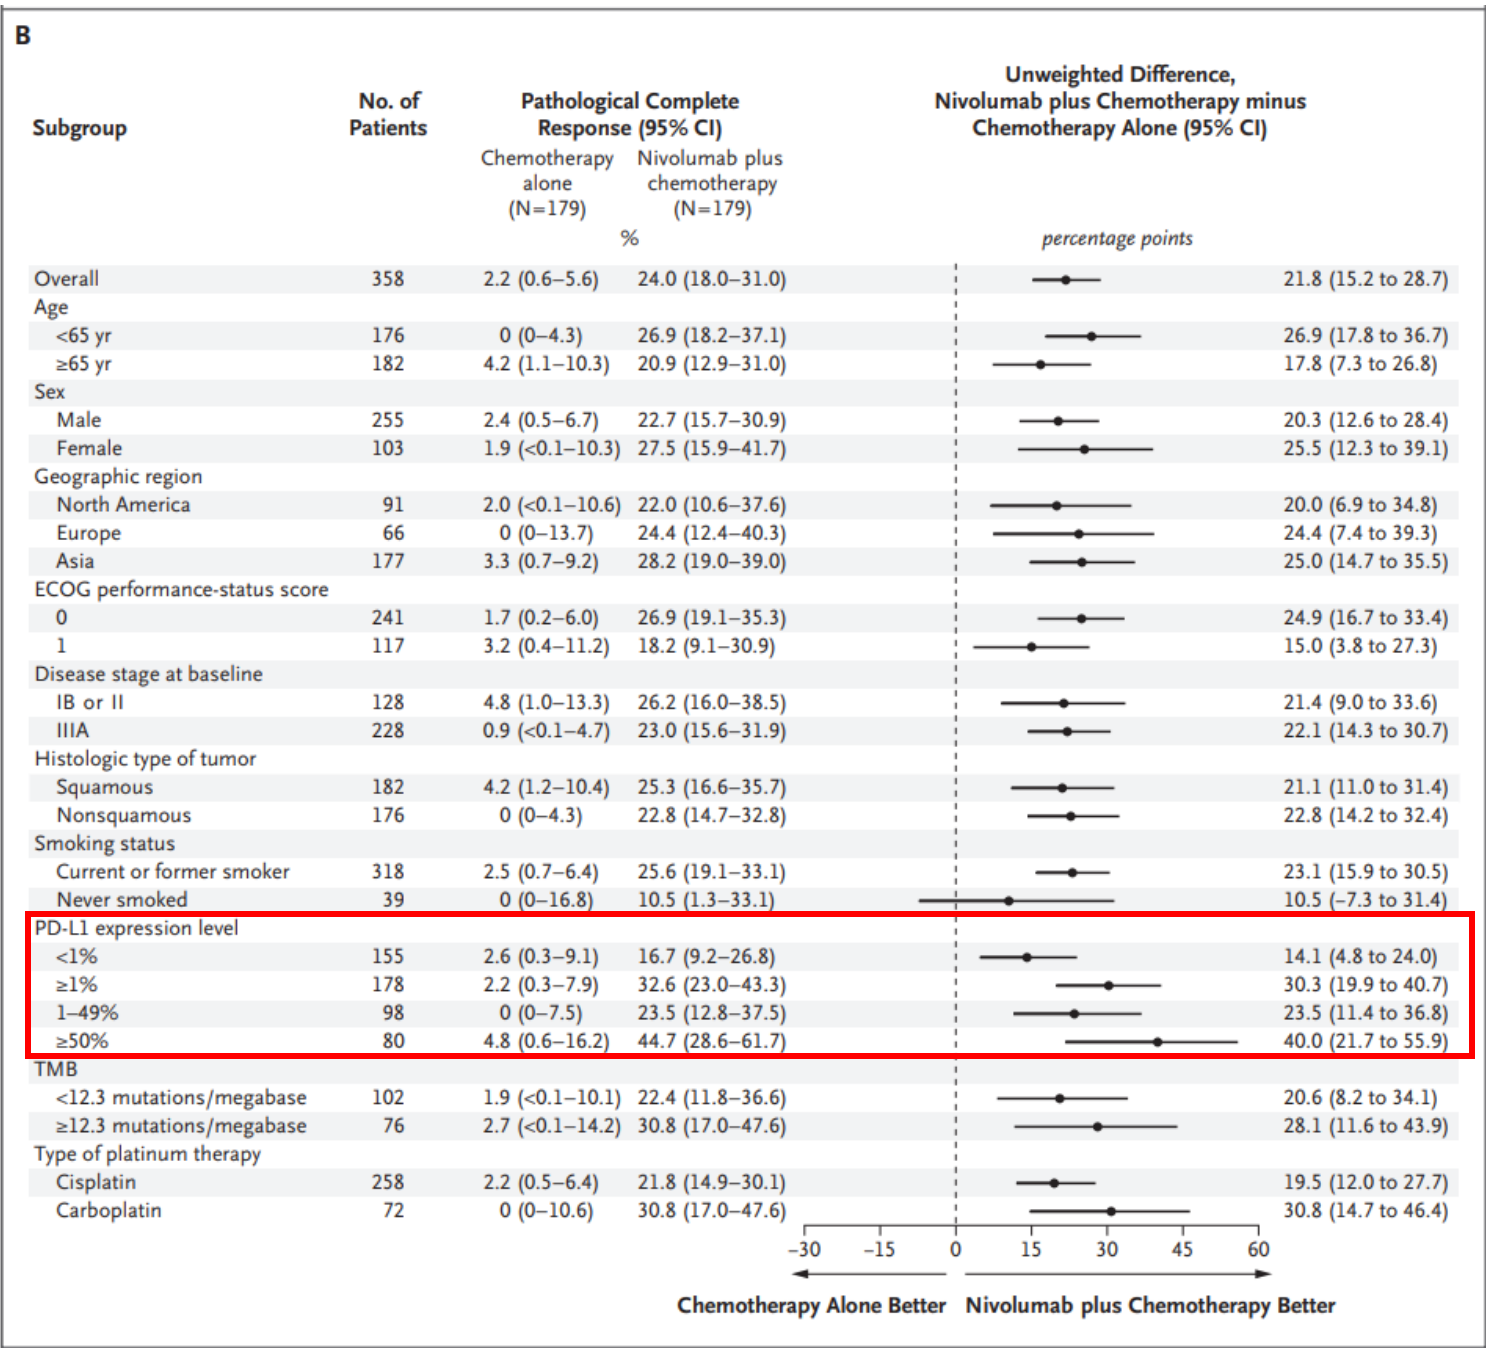 B
Unweighted Difference,
Nivolumab plus Chemotherapy minus
Chemotherapy Alone (95% CI)
Subgroup
No. of
Patients
Pathological Complete
Response (95% CI)
Chemotherapy
alone
(N=179)
Nivolumab plus
chemotherapy
(N=179)
%
percentage points
Overall 358 2.2 (0.6–5.6) 24.0 (18.0–31.0) 21.8 (15.2 to 28.7)
Age
<65 yr 176 0 (0–4.3) 26.9 (18.2–37.1) 26.9 (17.8 to 36.7)
≥65 yr 182 4.2 (1.1–10.3) 20.9 (12.9–31.0) 17.8 (7.3 to 26.8)
Sex
Male 255 2.4 (0.5–6.7) 22.7 (15.7–30.9) 20.3 (12.6 to 28.4)
Female 103 1.9 (<0.1–10.3) 27.5 (15.9–41.7) 25.5 (12.3 to 39.1)
Geographic region
North America 91 2.0 (<0.1–10.6) 22.0 (10.6–37.6) 20.0 (6.9 to 34.8)
Europe 66 0 (0–13.7) 24.4 (12.4–40.3) 24.4 (7.4 to 39.3)
Asia 177 3.3 (0.7–9.2) 28.2 (19.0–39.0) 25.0 (14.7 to 35.5)
ECOG performance-status score
0 241 1.7 (0.2–6.0) 26.9 (19.1–35.3) 24.9 (16.7 to 33.4)
1 117 3.2 (0.4–11.2) 18.2 (9.1–30.9) 15.0 (3.8 to 27.3)
Disease stage at baseline
IB or II 128 4.8 (1.0–13.3) 26.2 (16.0–38.5) 21.4 (9.0 to 33.6)
IIIA 228 0.9 (<0.1–4.7) 23.0 (15.6–31.9) 22.1 (14.3 to 30.7)
Histologic type of tumor
Squamous 182 4.2 (1.2–10.4) 25.3 (16.6–35.7) 21.1 (11.0 to 31.4)
Nonsquamous 176 0 (0–4.3) 22.8 (14.7–32.8) 22.8 (14.2 to 32.4)
Smoking status
Current or former smoker 318 2.5 (0.7–6.4) 25.6 (19.1–33.1) 23.1 (15.9 to 30.5)
Never smoked 39 0 (0–16.8) 10.5 (1.3–33.1) 10.5 (–7.3 to 31.4)
PD-L1 expression level
<1% 155 2.6 (0.3–9.1) 16.7 (9.2–26.8) 14.1 (4.8 to 24.0)
≥1% 178 2.2 (0.3–7.9) 32.6 (23.0–43.3) 30.3 (19.9 to 40.7)
1–49% 98 0 (0–7.5) 23.5 (12.8–37.5) 23.5 (11.4 to 36.8)
≥50% 80 4.8 (0.6–16.2) 44.7 (28.6–61.7) 40.0 (21.7 to 55.9)
TMB
<12.3 mutations/megabase 102 1.9 (<0.1–10.1) 22.4 (11.8–36.6) 20.6 (8.2 to 34.1)
≥12.3 mutations/megabase 76 2.7 (<0.1–14.2) 30.8 (17.0–47.6) 28.1 (11.6 to 43.9)
Type of platinum therapy
Cisplatin 258 2.2 (0.5–6.4) 21.8 (14.9–30.1) 19.5 (12.0 to 27.7)
Carboplatin 72 0 (0–10.6) 30.8 (17.0–47.6) 30.8 (14.7 to 46.4)
–30 –15 0 15 30 45 60
Chemotherapy Alone Better Nivolumab plus Chemotherapy Better